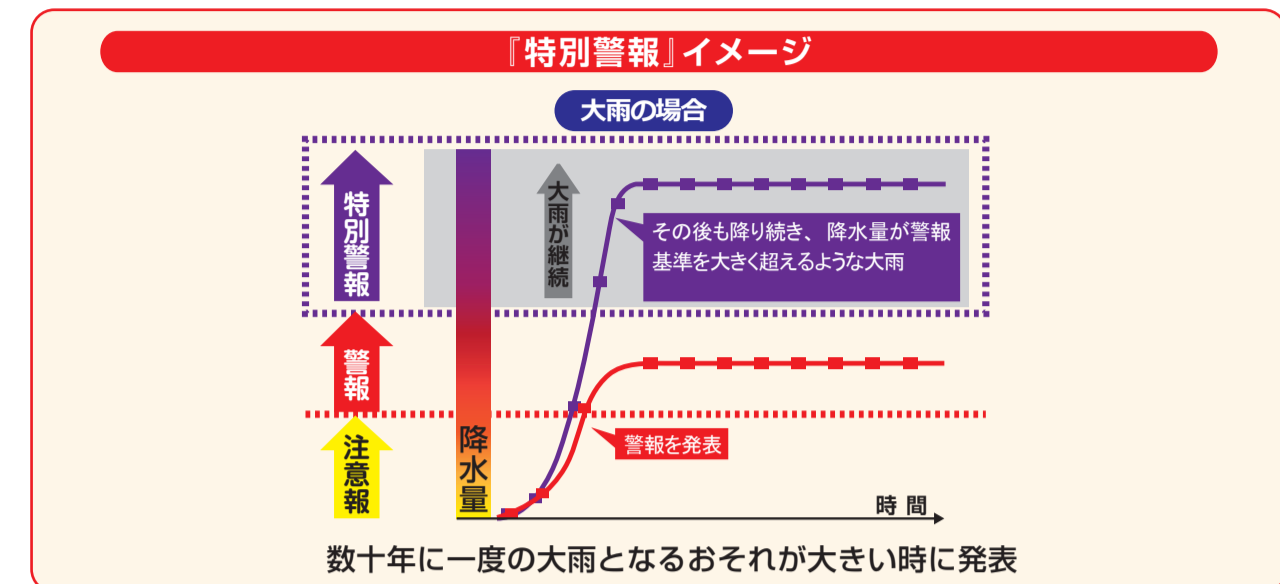 『特別警報』イメージ
大雨の場合
特別警報
大雨が継続
その後も降り続き、降水量が警報
基準を大きく超えるような大雨
警報
注意報
降水量
警報を発表
時間
数十年に一度の大雨となるおそれが大きい時に発表